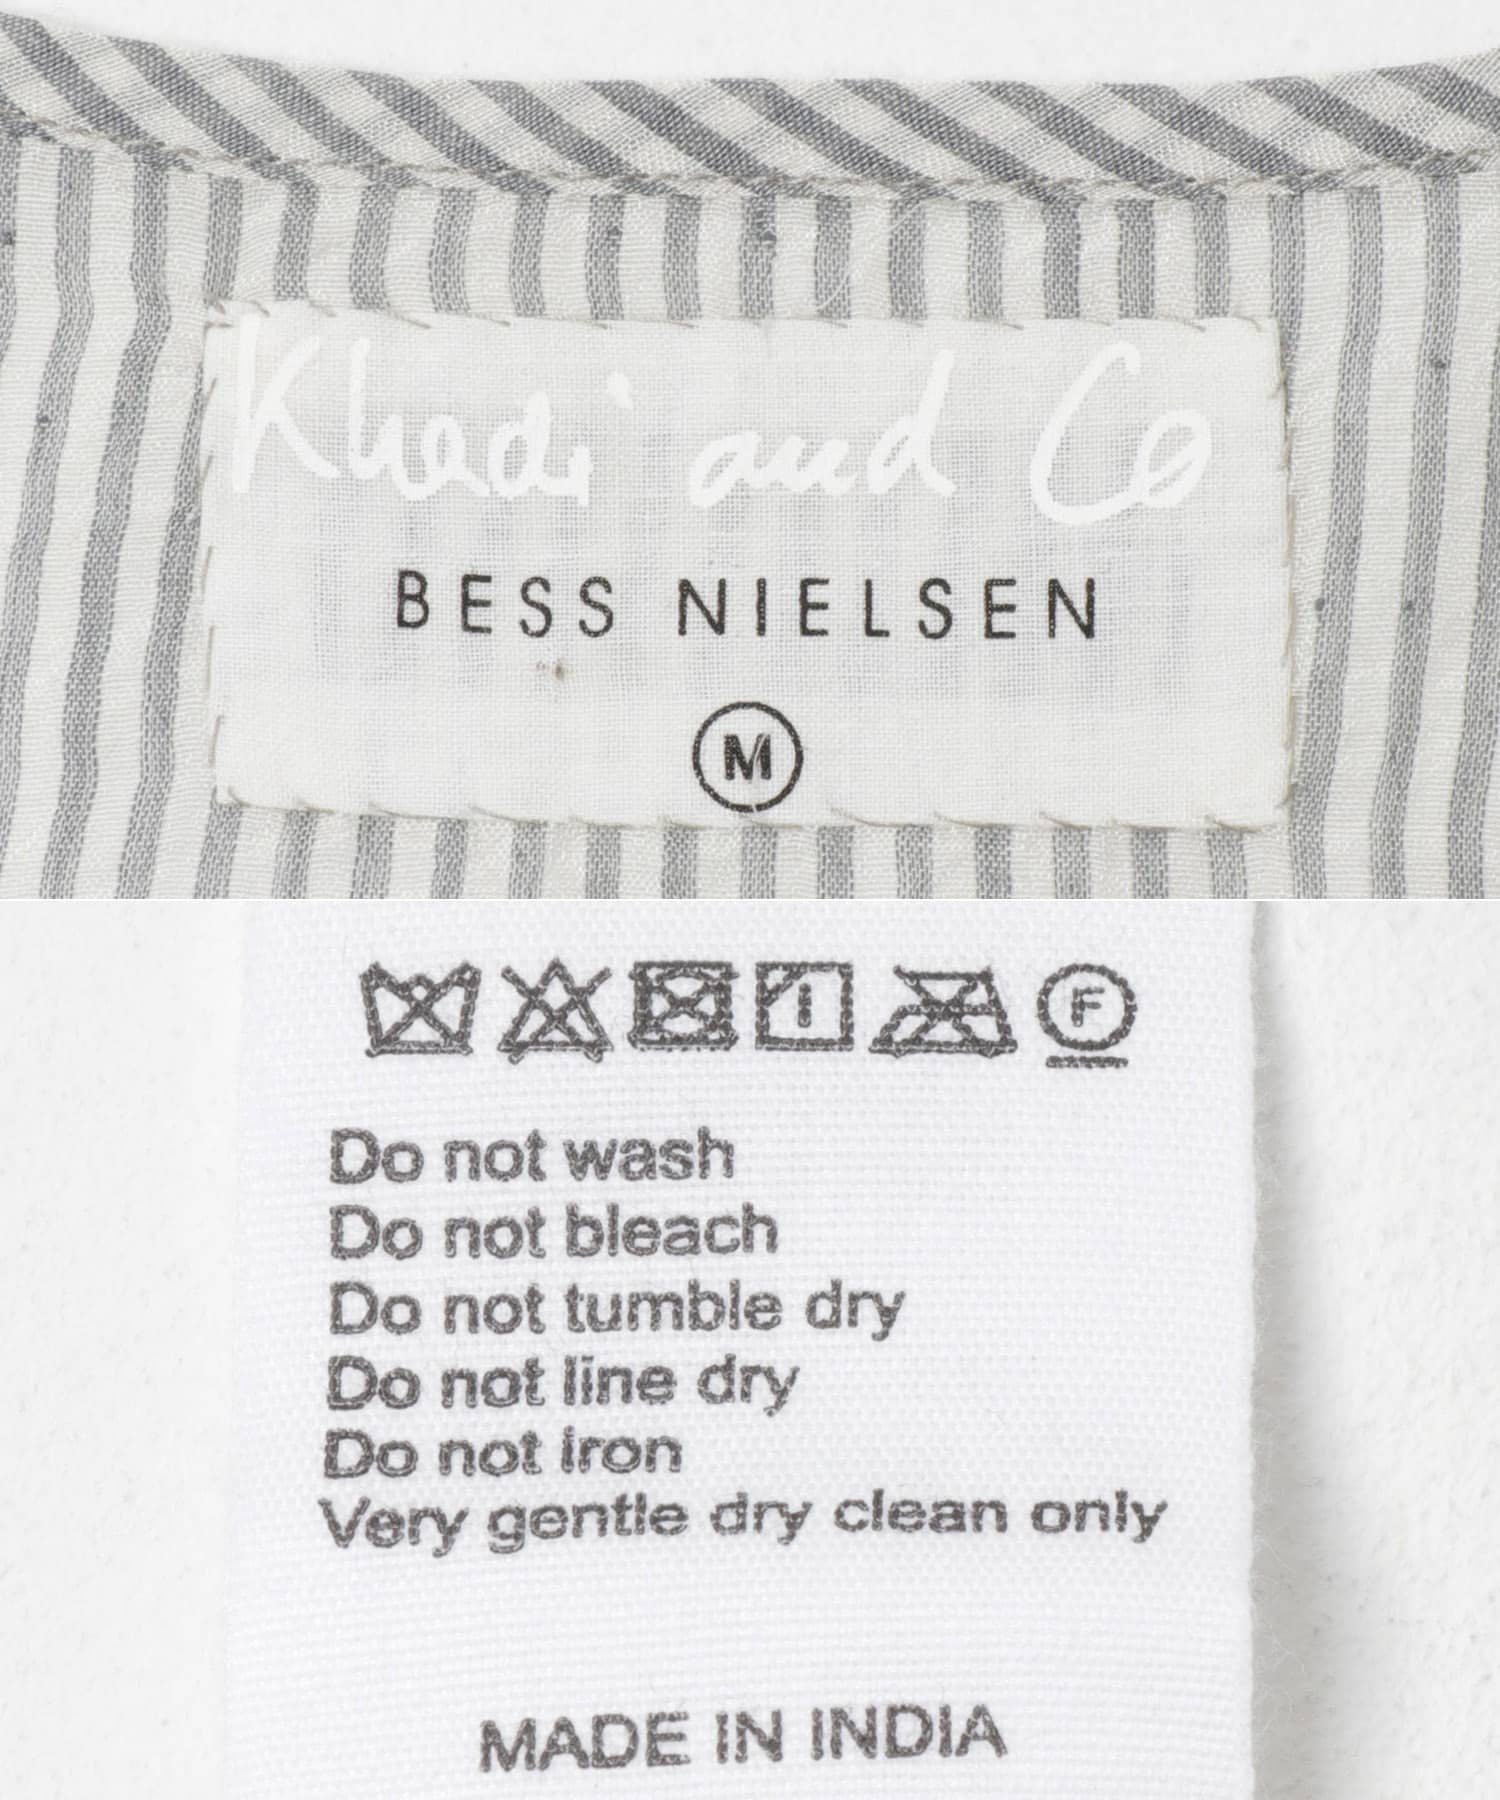 Khadi and Co
BESS NIELSEN
M
F
Do not wash
Do not bleach
Do not tumble dry
Do not line dry
Do not iron
Very gentle dry clean only
MADE IN INDIA